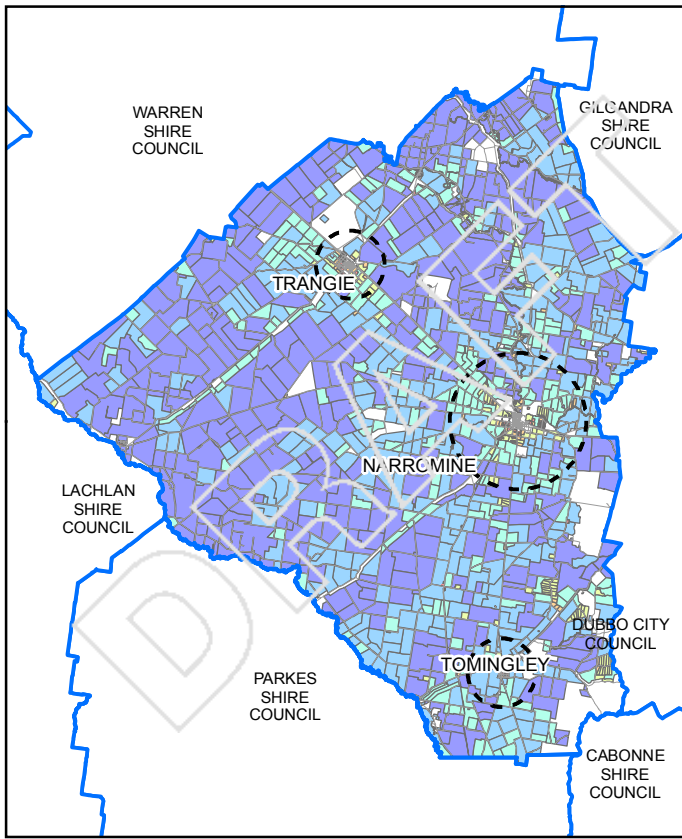 WARREN
SHIRE
COUNCIL
GILGANDRA
SHIRE
COUNCIL
TRANGIE
NARROMINE
LACHLAN
SHIRE
COUNCIL
DUBBO CITY
COUNCIL
TOMINGLEY
PARKES
SHIRE
COUNCIL
CABONNE
SHIRE
COUNCIL
DRAFT